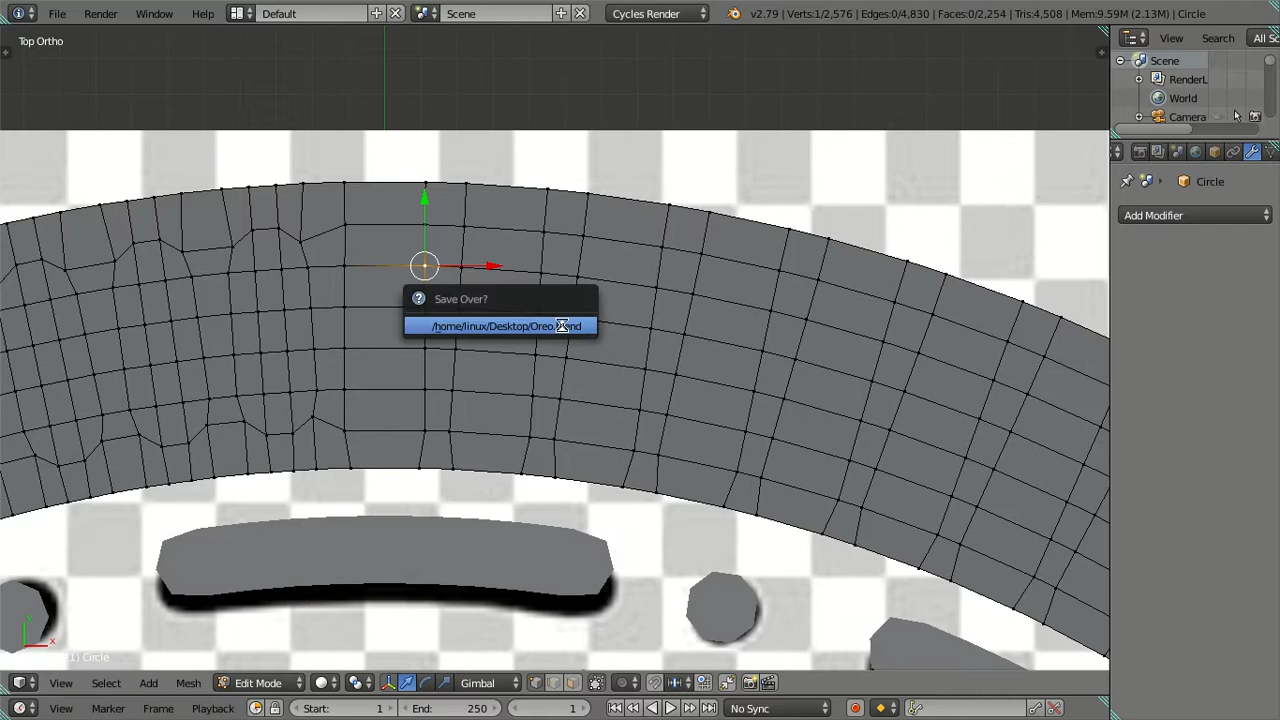 File Render Window Help Default Scene Cycles Render v2.79 | Verts:1/2,576 | Edges:0/4,830 | Faces:0/2,254 | Tris:4,508 | Mem:9.59M (2.13M) | Circle
Top Ortho
View Search All Sc
Scene
RenderL
World
Camera
Circle
Add Modifier
Save Over?
/home/linux/Desktop/Oreo.blend
(1) Circle
View Select Add Mesh Edit Mode Gimbal
View Marker Frame Playback Start: 1 End: 250 1 No Sync